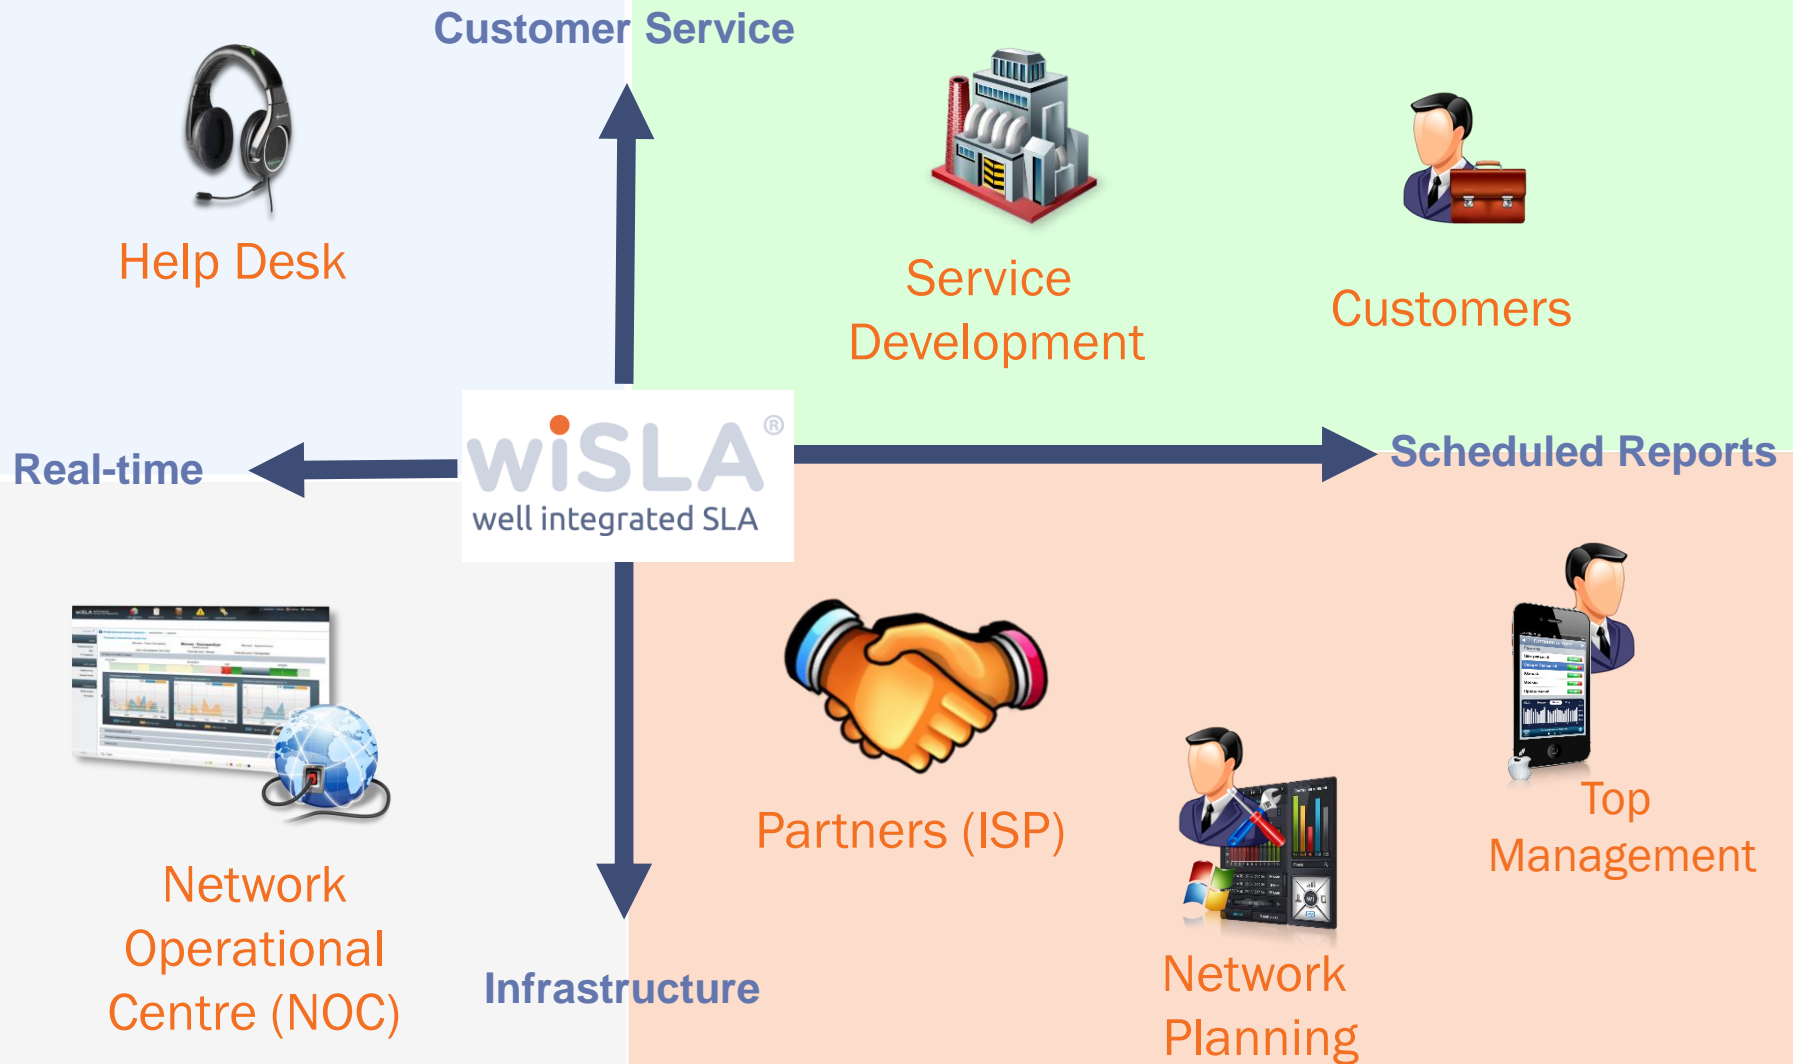 Customer Service
Help Desk
Service
Development
Customers
Real-time
wiSLA®
well integrated SLA
Scheduled Reports
Partners (ISP)
Top
Management
Network
Operational
Centre (NOC)
Infrastructure
Network
Planning